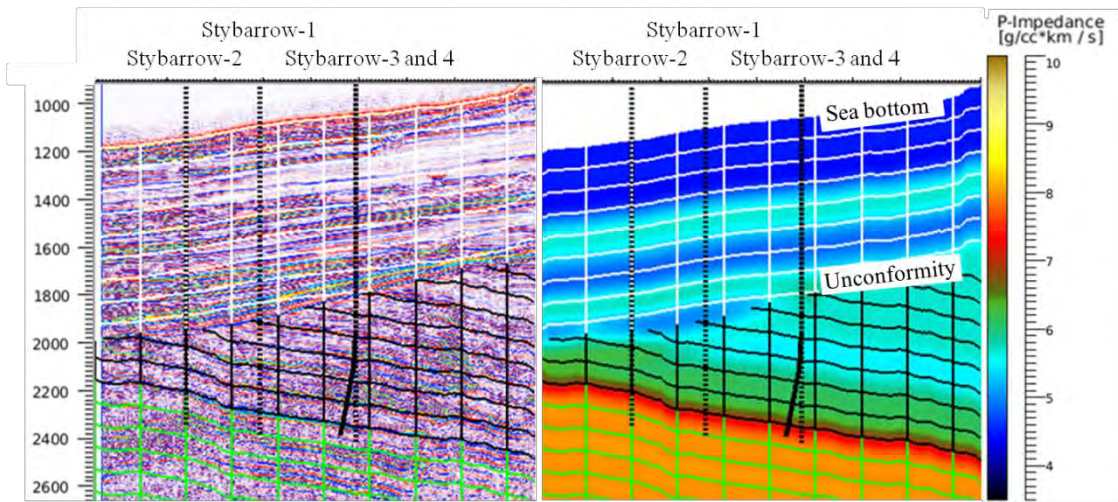 Stybarrow-1
Stybarrow-2 Stybarrow-3 and 4
Stybarrow-1
Stybarrow-2 Stybarrow-3 and 4
P-Impedance
[g/cc*km / s]
1000
1200
1400
1600
1800
2000
2200
2400
2600
Sea bottom
Unconformity
10
9
8
7
6
5
4